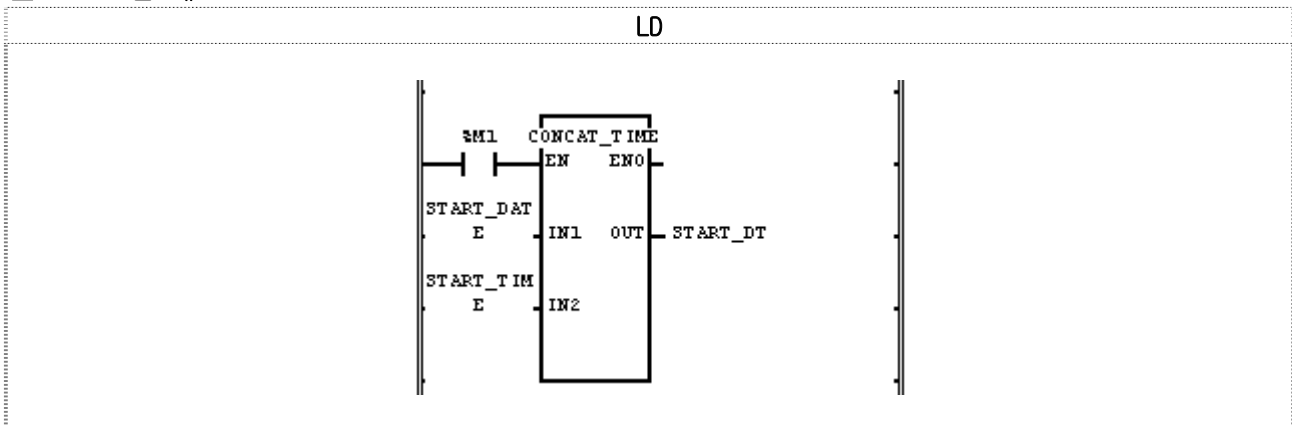 LD
%M1 CONCAT_TIME
EN ENO
START_DAT
E IN1 OUT START_DT
START_TIM
E IN2